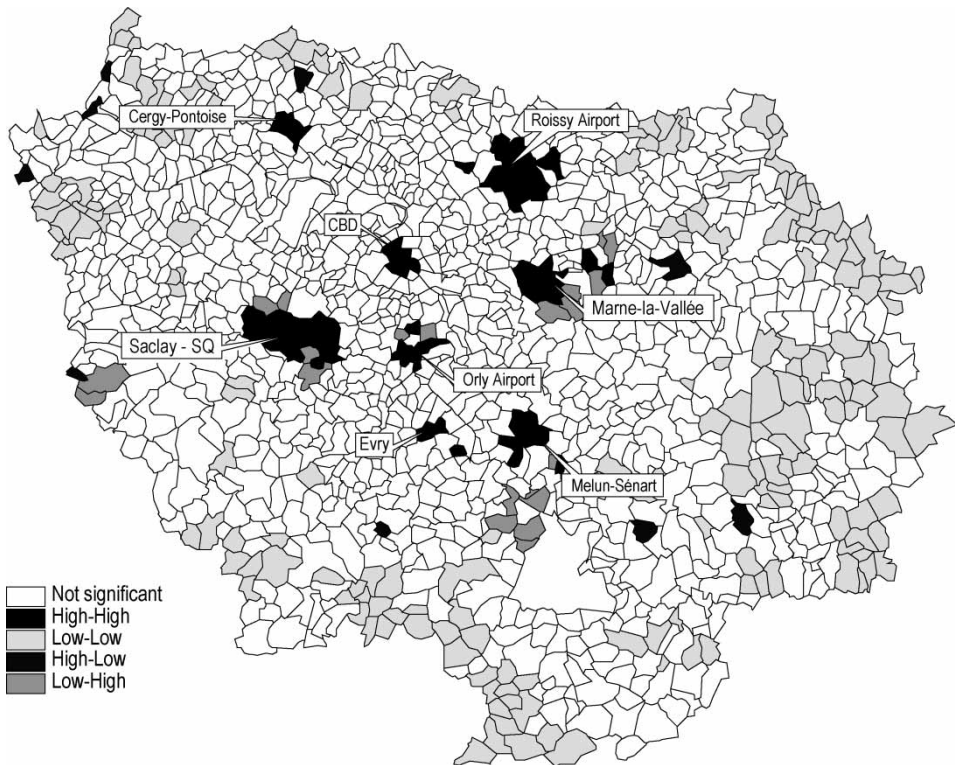 Cergy-Pontoise
Roissy Airport
CBD
Marne-la-Vallée
Saclay - SQ
Orly Airport
Evry
Melun-Sénart
Not significant
High-High
Low-Low
High-Low
Low-High